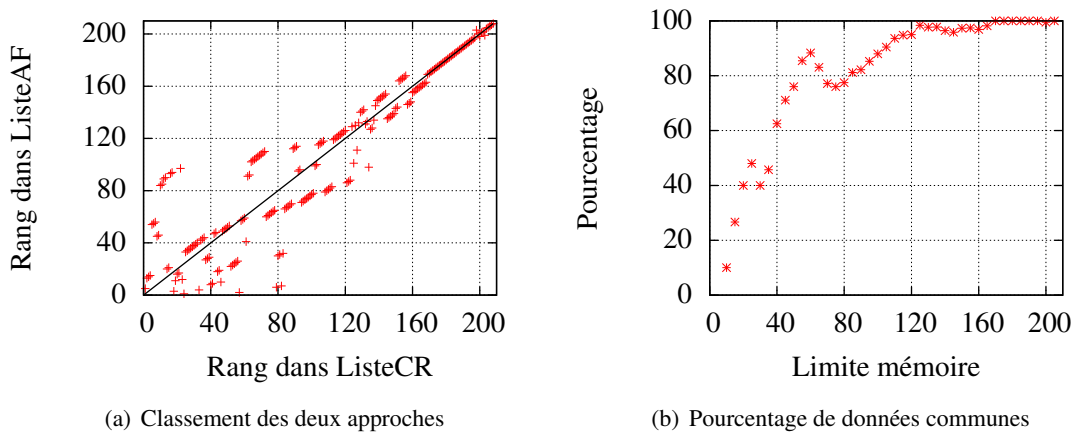 Rang dans ListeAF
200
160
120
80
40
0
0 40 80 120 160 200
Rang dans ListeCR
(a) Classement des deux approches
Pourcentage
100
80
60
40
20
0
0 40 80 120 160 200
Limite mémoire
(b) Pourcentage de données communes